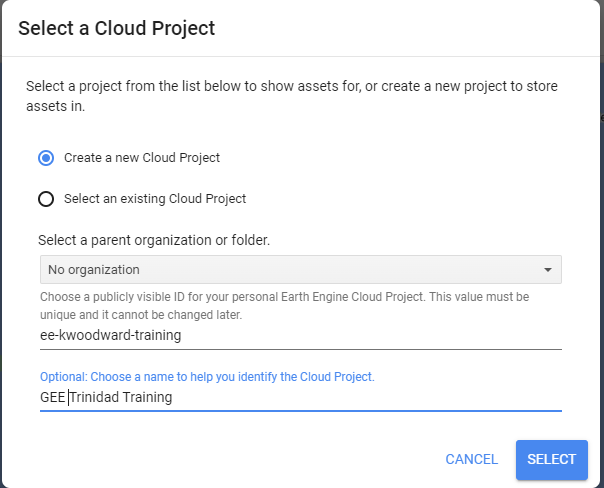 Select a Cloud Project
Select a project from the list below to show assets for, or create a new project to store
assets in.
Create a new Cloud Project
Select an existing Cloud Project
Select a parent organization or folder.
No organization
Choose a publicly visible ID for your personal Earth Engine Cloud Project. This value must be
unique and it cannot be changed later.
ee-kwoodward-training
Optional: Choose a name to help you identify the Cloud Project.
GEE Trinidad Training
CANCEL SELECT